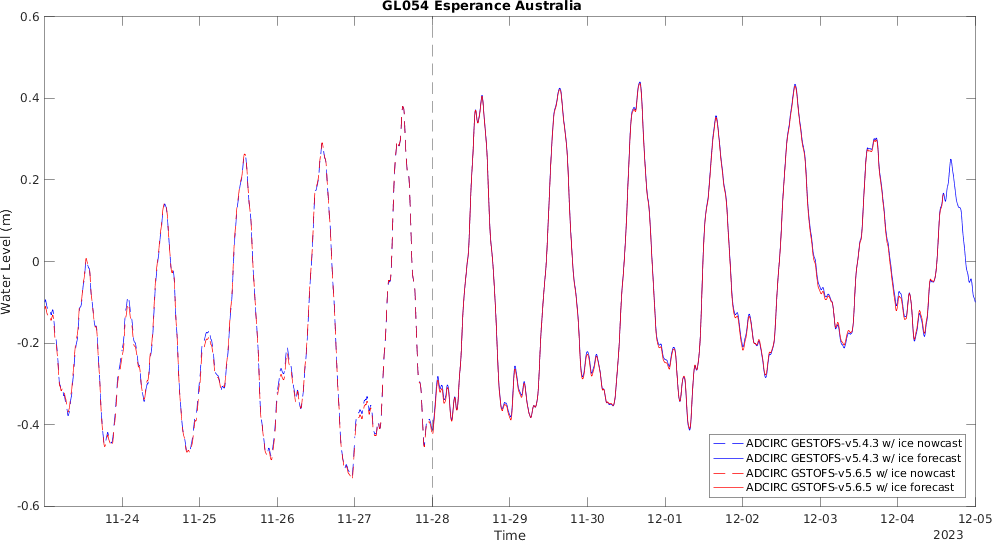 GL054 Esperance Australia
Water Level (m)
0.6
0.4
0.2
0
-0.2
-0.4
-0.6
ADCIRC GESTOFS-v5.4.3 w/ ice nowcast
ADCIRC GESTOFS-v5.4.3 w/ ice forecast
ADCIRC GSTOFS-v5.6.5 w/ ice nowcast
ADCIRC GSTOFS-v5.6.5 w/ ice forecast
11-24 11-25 11-26 11-27 11-28 11-29 11-30 12-01 12-02 12-03 12-04 12-05
Time
2023